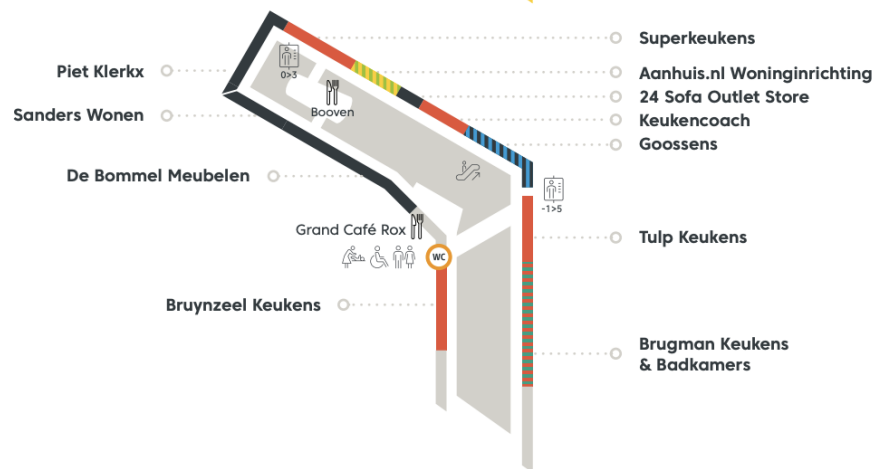 Superkeukens
Piet Klerkx
0>3
Aanhuis.nl Woninginrichting
24 Sofa Outlet Store
Sanders Wonen
Booven
Keukencoach
Goossens
De Bommel Meubelen
-1>5
Grand Café Rox
Tulp Keukens
WC
Bruynzeel Keukens
Brugman Keukens
& Badkamers